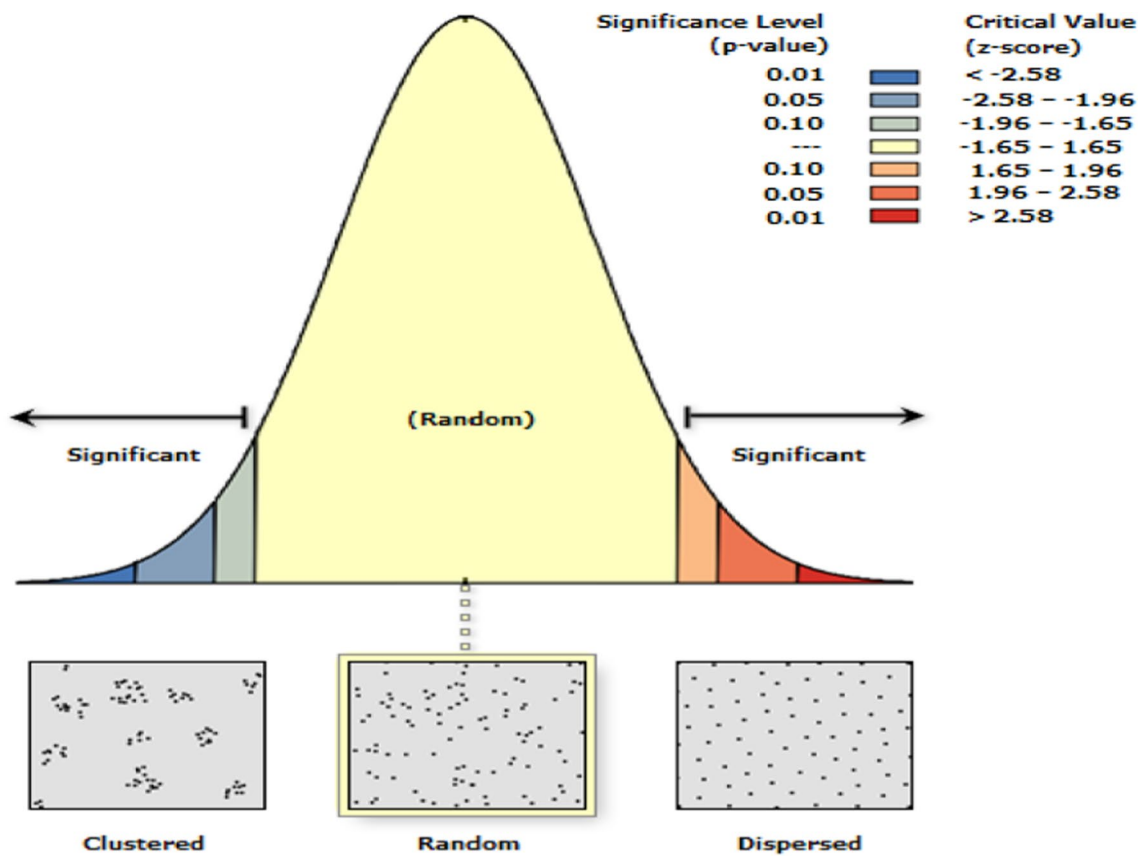 Significance Level Critical Value
(p-value) (z-score)
0.01 < -2.58
0.05 -2.58 – -1.96
0.10 -1.96 – -1.65
--- -1.65 – 1.65
0.10 1.65 – 1.96
0.05 1.96 – 2.58
0.01 > 2.58
(Random)
Significant Significant
Clustered Random Dispersed